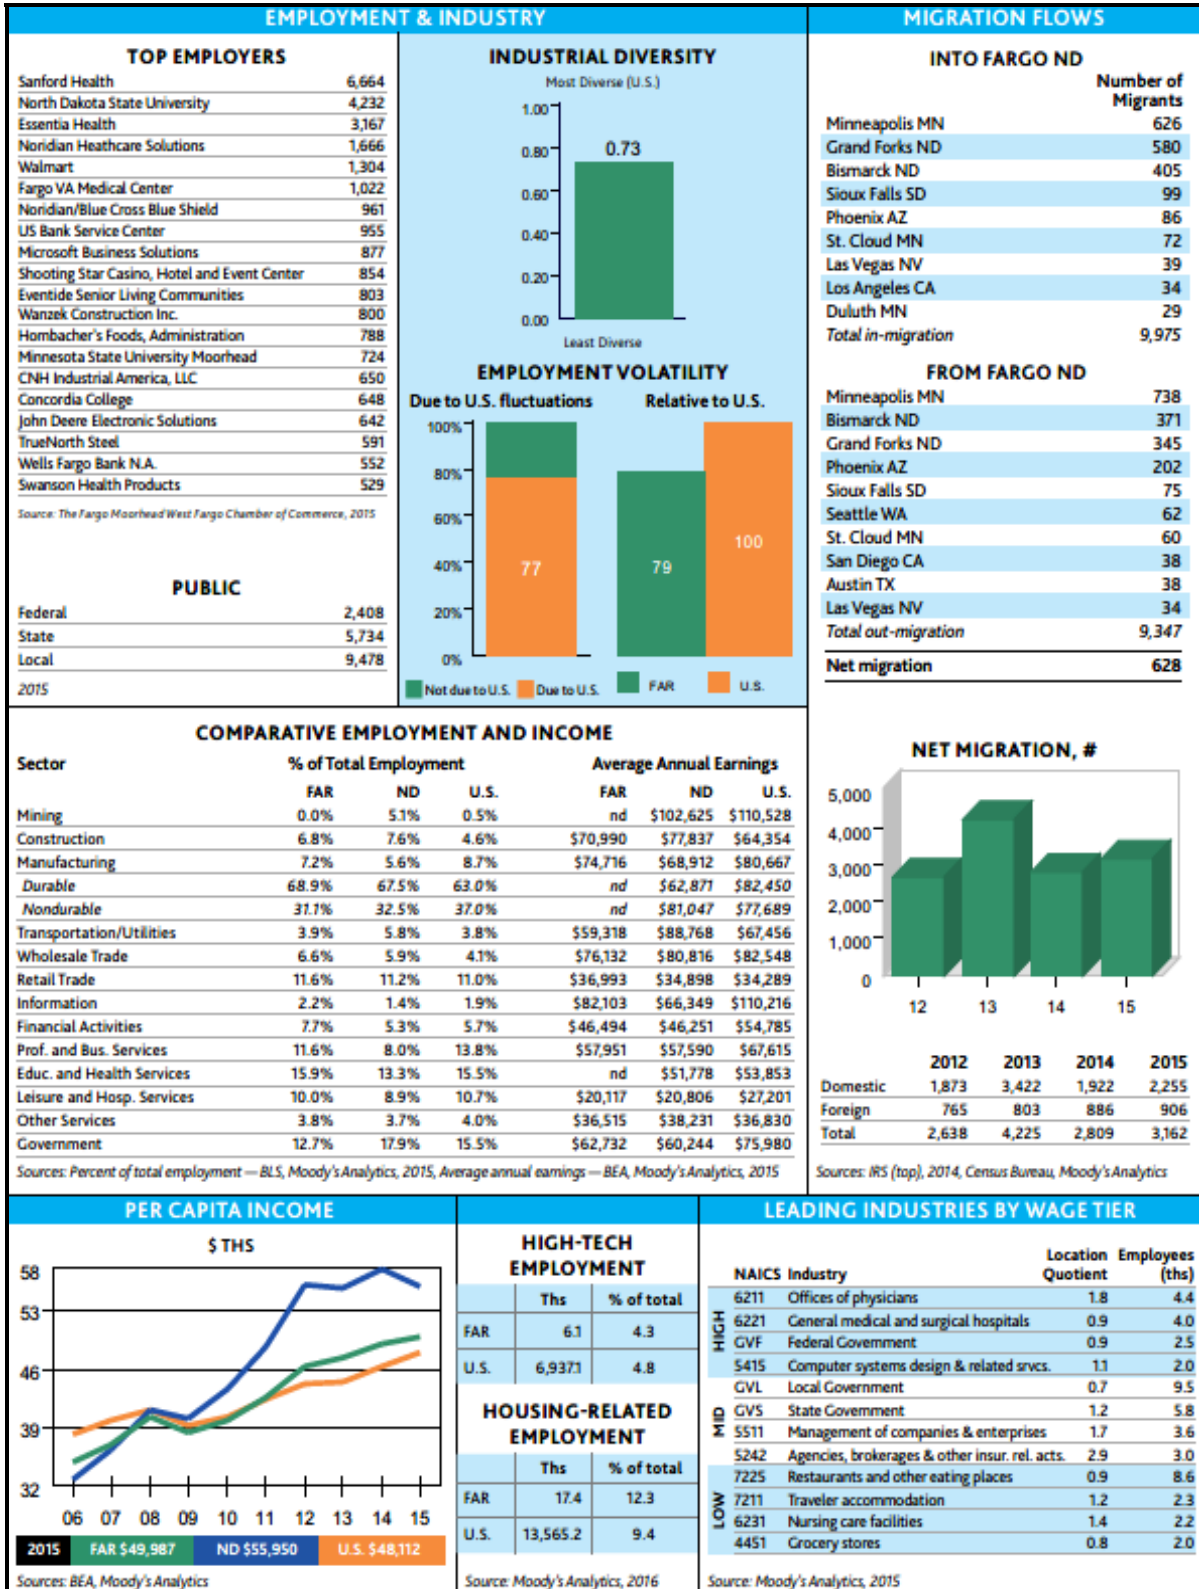 EMPLOYMENT & INDUSTRY
TOP EMPLOYERS
Sanford Health 6,664
North Dakota State University 4,232
Essentia Health 3,167
Noridian Heathcare Solutions 1,666
Walmart 1,304
Fargo VA Medical Center 1,022
Noridian/Blue Cross Blue Shield 961
US Bank Service Center 955
Microsoft Business Solutions 877
Shooting Star Casino, Hotel and Event Center 854
Eventide Senior Living Communities 803
Wanzek Construction Inc. 800
Hornbacher's Foods, Administration 788
Minnesota State University Moorhead 724
CNH Industrial America, LLC 650
Concordia College 648
John Deere Electronic Solutions 642
TrueNorth Steel 591
Wells Fargo Bank N.A. 552
Swanson Health Products 529
Source: The Fargo Moorhead West Fargo Chamber of Commerce, 2015
PUBLIC
Federal 2,408
State 5,734
Local 9,478
2015
INDUSTRIAL DIVERSITY
Most Diverse (U.S.)
1.00
0.80
0.60
0.40
0.20
0.00
0.73
Least Diverse
EMPLOYMENT VOLATILITY
Due to U.S. fluctuations Relative to U.S.
100%
80%
60%
40%
20%
0%
77 79 100
Not due to U.S. Due to U.S. FAR U.S.
MIGRATION FLOWS
INTO FARGO ND
Number of
Migrants
Minneapolis MN 626
Grand Forks ND 580
Bismarck ND 405
Sioux Falls SD 99
Phoenix AZ 86
St. Cloud MN 72
Las Vegas NV 39
Los Angeles CA 34
Duluth MN 29
Total in-migration 9,975
FROM FARGO ND
Minneapolis MN 738
Bismarck ND 371
Grand Forks ND 345
Phoenix AZ 202
Sioux Falls SD 75
Seattle WA 62
St. Cloud MN 60
San Diego CA 38
Austin TX 38
Las Vegas NV 34
Total out-migration 9,347
Net migration 628
COMPARATIVE EMPLOYMENT AND INCOME
Sector % of Total Employment Average Annual Earnings
FAR ND U.S. FAR ND U.S.
Mining 0.0% 5.1% 0.5% nd $102,625 $110,528
Construction 6.8% 7.6% 4.6% $70,990 $77,837 $64,354
Manufacturing 7.2% 5.6% 8.7% $74,716 $68,912 $80,667
Durable 68.9% 67.5% 63.0% nd $62,871 $82,450
Nondurable 31.1% 32.5% 37.0% nd $81,047 $77,689
Transportation/Utilities 3.9% 5.8% 3.8% $59,318 $88,768 $67,456
Wholesale Trade 6.6% 5.9% 4.1% $76,132 $80,816 $82,548
Retail Trade 11.6% 11.2% 11.0% $36,993 $34,898 $34,289
Information 2.2% 1.4% 1.9% $82,103 $66,349 $110,216
Financial Activities 7.7% 5.3% 5.7% $46,494 $46,251 $54,785
Prof. and Bus. Services 11.6% 8.0% 13.8% $57,951 $57,590 $67,615
Educ. and Health Services 15.9% 13.3% 15.5% nd $51,778 $53,853
Leisure and Hosp. Services 10.0% 8.9% 10.7% $20,117 $20,806 $27,201
Other Services 3.8% 3.7% 4.0% $36,515 $38,231 $36,830
Government 12.7% 17.9% 15.5% $62,732 $60,244 $75,980
Sources: Percent of total employment — BLS, Moody's Analytics, 2015, Average annual earnings — BEA, Moody's Analytics, 2015
NET MIGRATION, #
5,000
4,000
3,000
2,000
1,000
0
12 13 14 15
2012 2013 2014 2015
Domestic 1,873 3,422 1,922 2,255
Foreign 765 803 886 906
Total 2,638 4,225 2,809 3,162
Sources: IRS (top), 2014, Census Bureau, Moody's Analytics
PER CAPITA INCOME
$ THS
58
53
46
39
32
06 07 08 09 10 11 12 13 14 15
2015 FAR $49,987 ND $55,950 U.S. $48,112
Sources: BEA, Moody's Analytics
HIGH-TECH
EMPLOYMENT
Ths % of total
FAR 6.1 4.3
U.S. 6,937.1 4.8
HOUSING-RELATED
EMPLOYMENT
Ths % of total
FAR 17.4 12.3
U.S. 13,565.2 9.4
Source: Moody's Analytics, 2016
LEADING INDUSTRIES BY WAGE TIER
Location Employees
NAICS Industry Quotient (ths)
HIGH
6211 Offices of physicians 1.8 4.4
6221 General medical and surgical hospitals 0.9 4.0
GVF Federal Government 0.9 2.5
5415 Computer systems design & related srvcs. 1.1 2.0
MID
GVL Local Government 0.7 9.5
GVS State Government 1.2 5.8
5511 Management of companies & enterprises 1.7 3.6
5242 Agencies, brokerages & other insur. rel. acts. 2.9 3.0
LOW
7225 Restaurants and other eating places 0.9 8.6
7211 Traveler accommodation 1.2 2.3
6231 Nursing care facilities 1.4 2.2
4451 Grocery stores 0.8 2.0
Source: Moody's Analytics, 2015